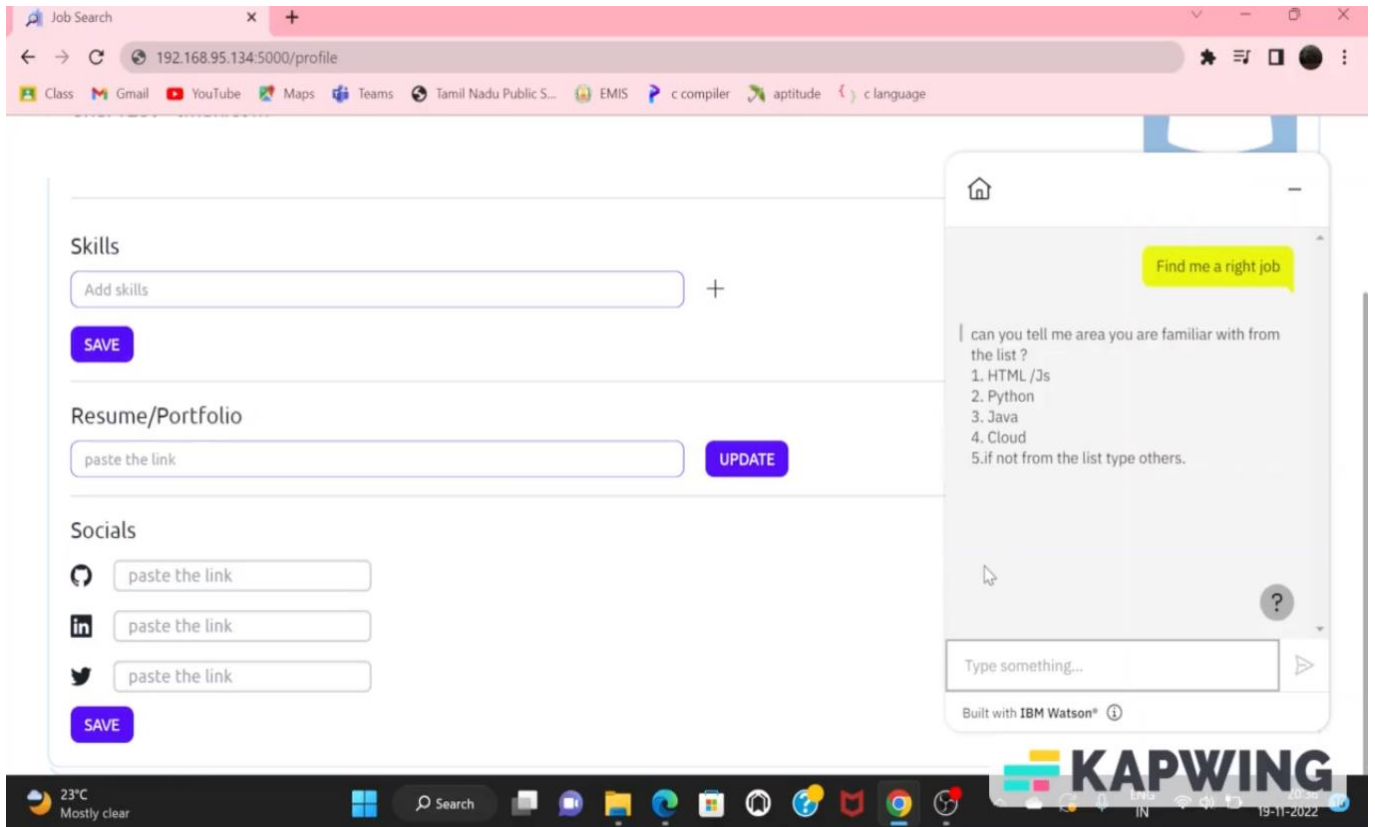 Job Search
192.168.95.134:5000/profile
Class Gmail YouTube Maps Teams Tamil Nadu Public S... EMIS c compiler aptitude c language
Skills
Add skills
SAVE
Resume/Portfolio
paste the link
UPDATE
Socials
paste the link
in paste the link
paste the link
SAVE
Find me a right job
can you tell me area you are familiar with from
the list ?
1. HTML /Js
2. Python
3. Java
4. Cloud
5.if not from the list type others.
?
Type something...
Built with IBM Watson®
KAPWING
23°C
Mostly clear
Search
ENG
IN
20:36
19-11-2022